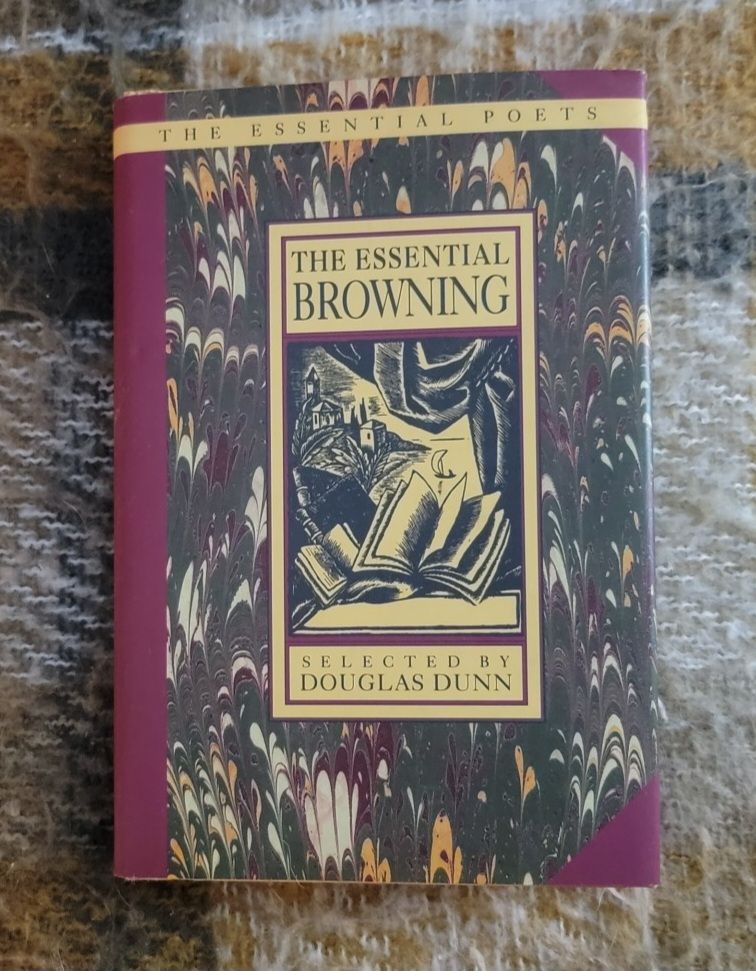 THE ESSENTIAL POETS
THE ESSENTIAL
BROWNING
SELECTED BY
DOUGLAS DUNN